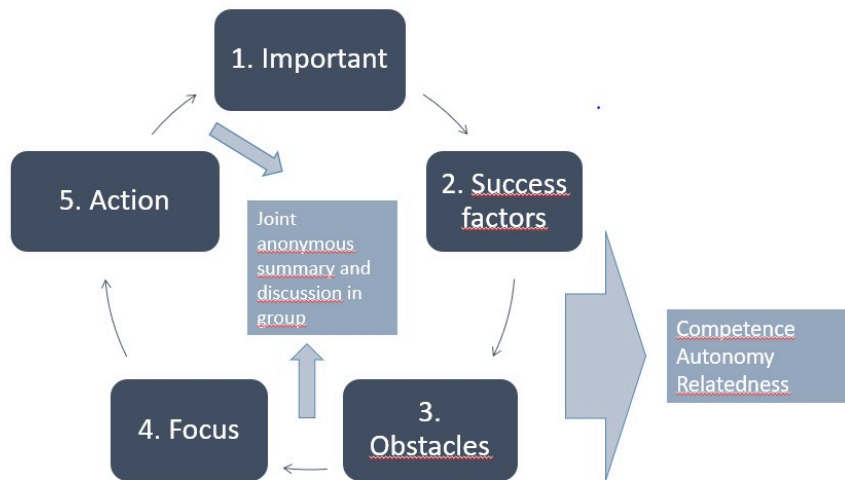 1. Important
2. Success
factors
3.
Obstacles
4. Focus
5. Action
Joint
anonymous
summary and
discussion in
group
Competence
Autonomy
Relatedness